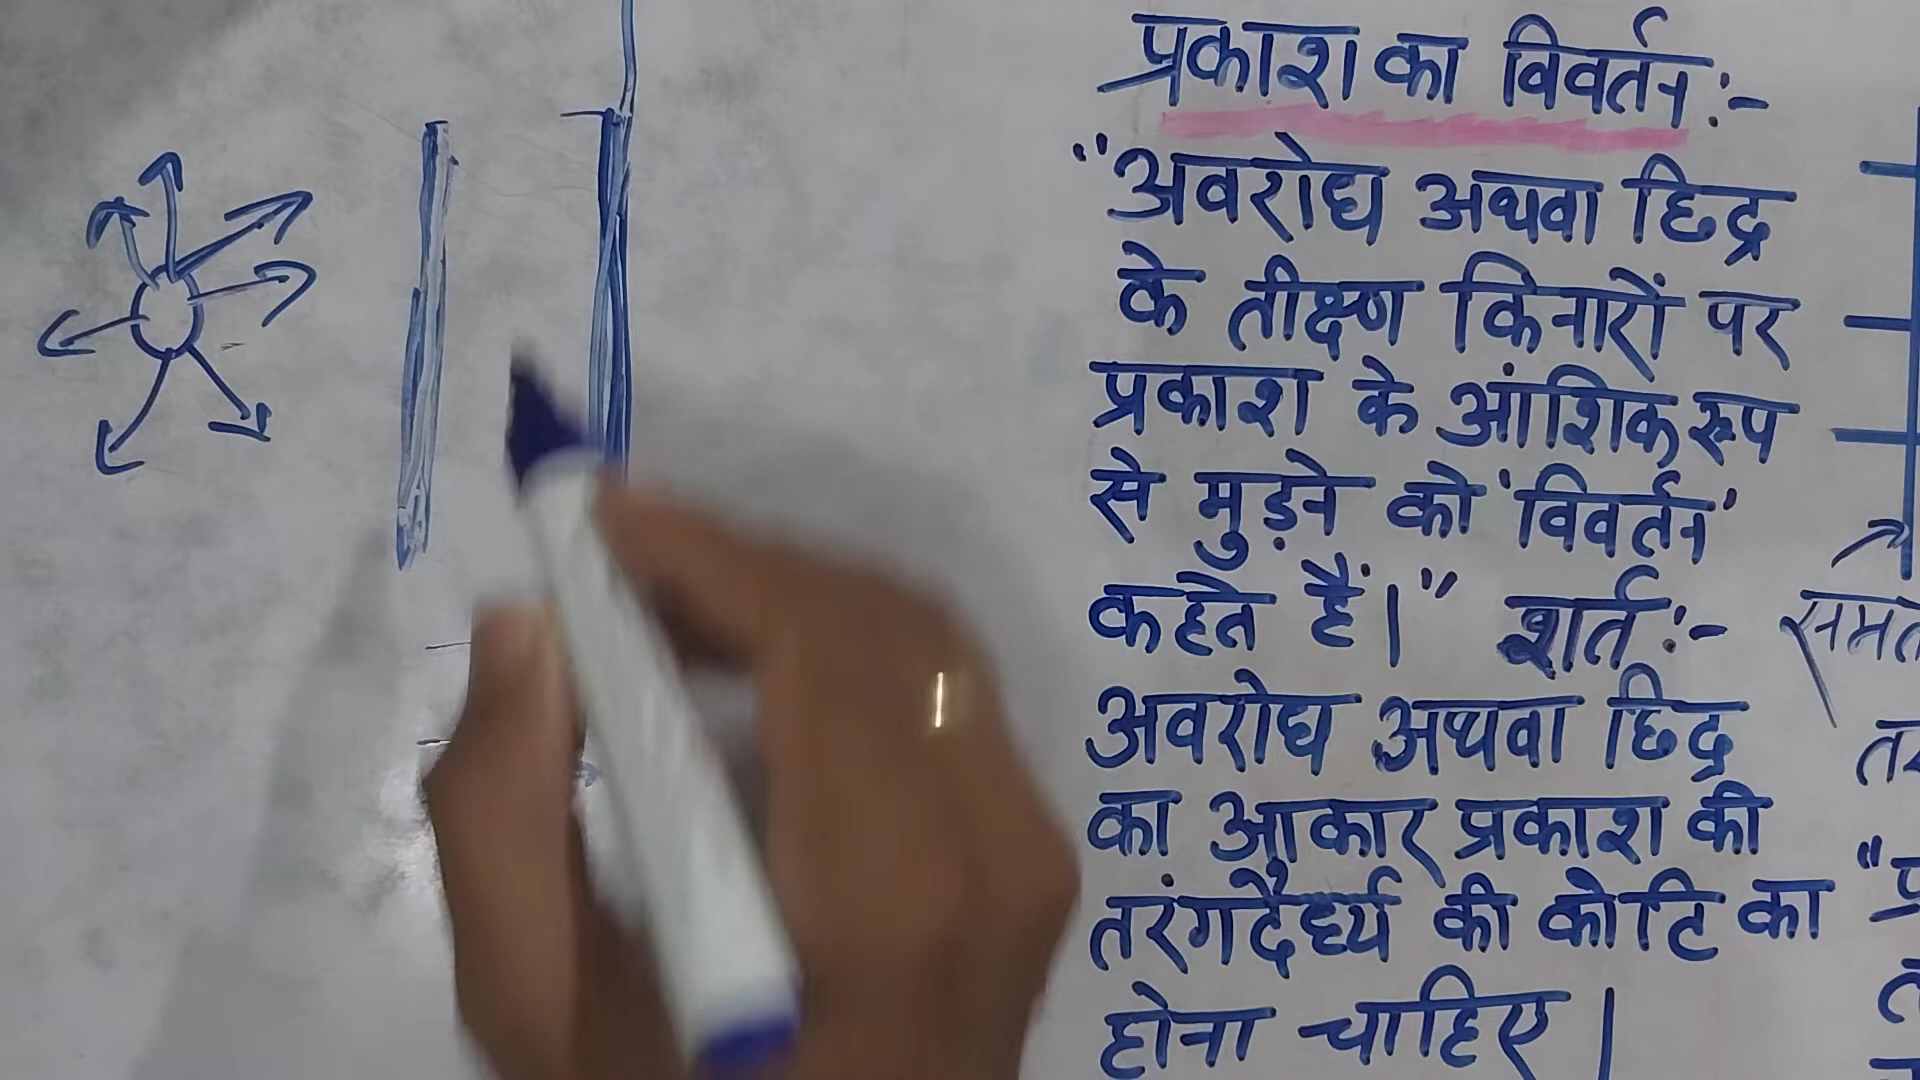 प्रकाश का विवर्तन :-
"अवरोध अथवा छिद्र
के तीक्ष्ण किनारों पर
प्रकाश के आंशिक रूप
से मुड़ने को 'विवर्तन'
कहते हैं।" शर्त :-
अवरोध अथवा छिद्र
का आकार प्रकाश की
तरंगदैर्ध्य की कोटि का
होना चाहिए।